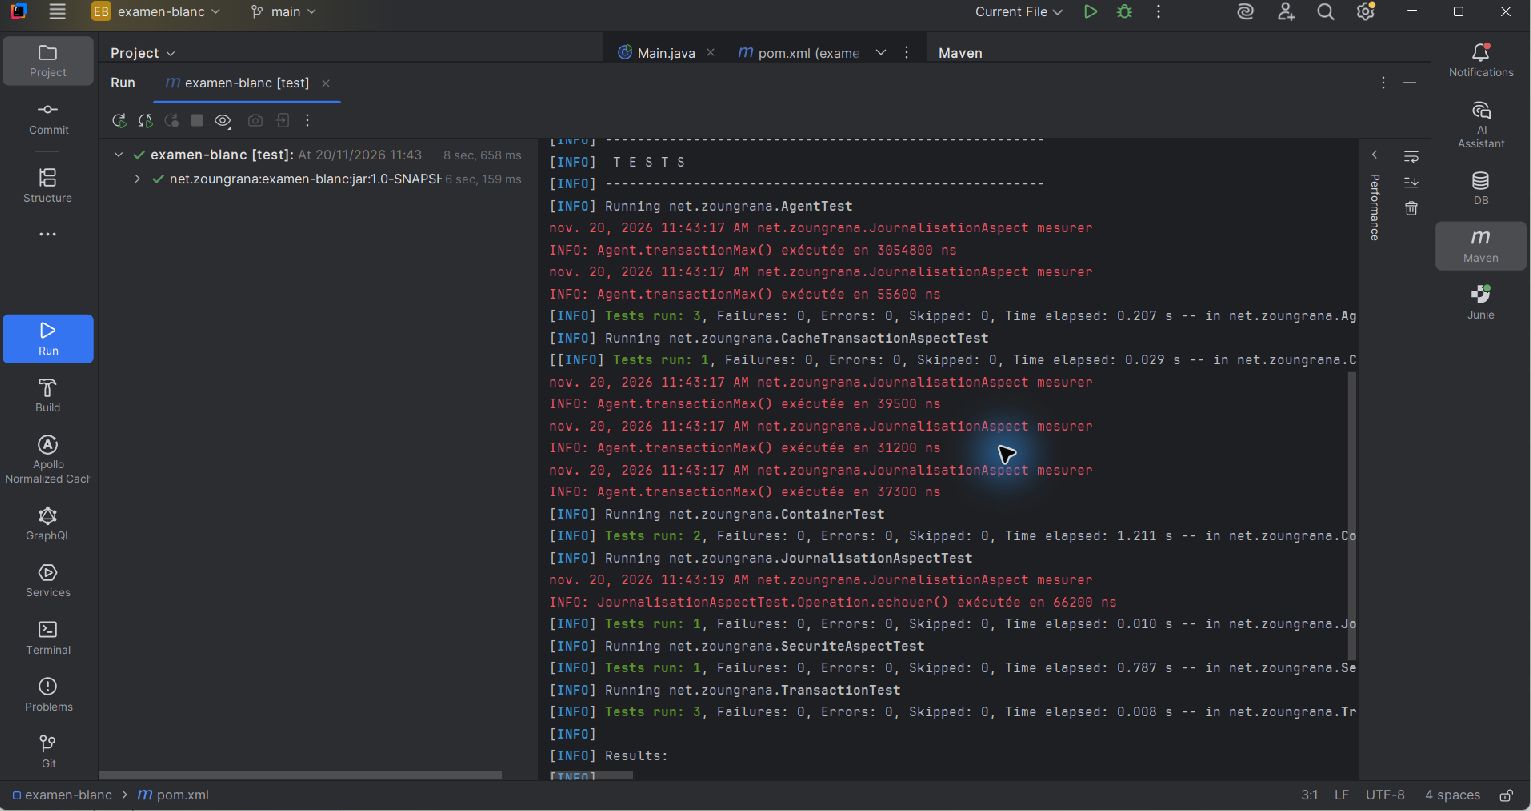 EB examen-blanc main Current File
Project
Commit
Structure
Run
Build
Apollo
Normalized Cach
GraphQL
Services
Terminal
Problems
Git
Project Main.java m pom.xml (exame Maven
Run m examen-blanc [test]
examen-blanc [test]: At 20/11/2026 11:43 8 sec, 658 ms
net.zoungrana:examen-blanc:jar:1.0-SNAPSH 6 sec, 159 ms
[INFO] -------------------------------------------------------
[INFO] T E S T S
[INFO] -------------------------------------------------------
[INFO] Running net.zoungrana.AgentTest
nov. 20, 2026 11:43:17 AM net.zoungrana.JournalisationAspect mesurer
INFO: Agent.transactionMax() exécutée en 3054800 ns
nov. 20, 2026 11:43:17 AM net.zoungrana.JournalisationAspect mesurer
INFO: Agent.transactionMax() exécutée en 55600 ns
[INFO] Tests run: 3, Failures: 0, Errors: 0, Skipped: 0, Time elapsed: 0.207 s -- in net.zoungrana.Ag
[INFO] Running net.zoungrana.CacheTransactionAspectTest
[[INFO] Tests run: 1, Failures: 0, Errors: 0, Skipped: 0, Time elapsed: 0.029 s -- in net.zoungrana.C
nov. 20, 2026 11:43:17 AM net.zoungrana.JournalisationAspect mesurer
INFO: Agent.transactionMax() exécutée en 39500 ns
nov. 20, 2026 11:43:17 AM net.zoungrana.JournalisationAspect mesurer
INFO: Agent.transactionMax() exécutée en 31200 ns
nov. 20, 2026 11:43:17 AM net.zoungrana.JournalisationAspect mesurer
INFO: Agent.transactionMax() exécutée en 37300 ns
[INFO] Running net.zoungrana.ContainerTest
[INFO] Tests run: 2, Failures: 0, Errors: 0, Skipped: 0, Time elapsed: 1.211 s -- in net.zoungrana.Co
[INFO] Running net.zoungrana.JournalisationAspectTest
nov. 20, 2026 11:43:19 AM net.zoungrana.JournalisationAspect mesurer
INFO: JournalisationAspectTest.Operation.echouer() exécutée en 66200 ns
[INFO] Tests run: 1, Failures: 0, Errors: 0, Skipped: 0, Time elapsed: 0.010 s -- in net.zoungrana.Jo
[INFO] Running net.zoungrana.SecuriteAspectTest
[INFO] Tests run: 1, Failures: 0, Errors: 0, Skipped: 0, Time elapsed: 0.787 s -- in net.zoungrana.Se
[INFO] Running net.zoungrana.TransactionTest
[INFO] Tests run: 3, Failures: 0, Errors: 0, Skipped: 0, Time elapsed: 0.008 s -- in net.zoungrana.Tr
[INFO]
[INFO] Results:
[INFO]
Performance
Notifications
AI
Assistant
DB
m
Maven
Junie
examen-blanc > m pom.xml 3:1 LF UTF-8 4 spaces